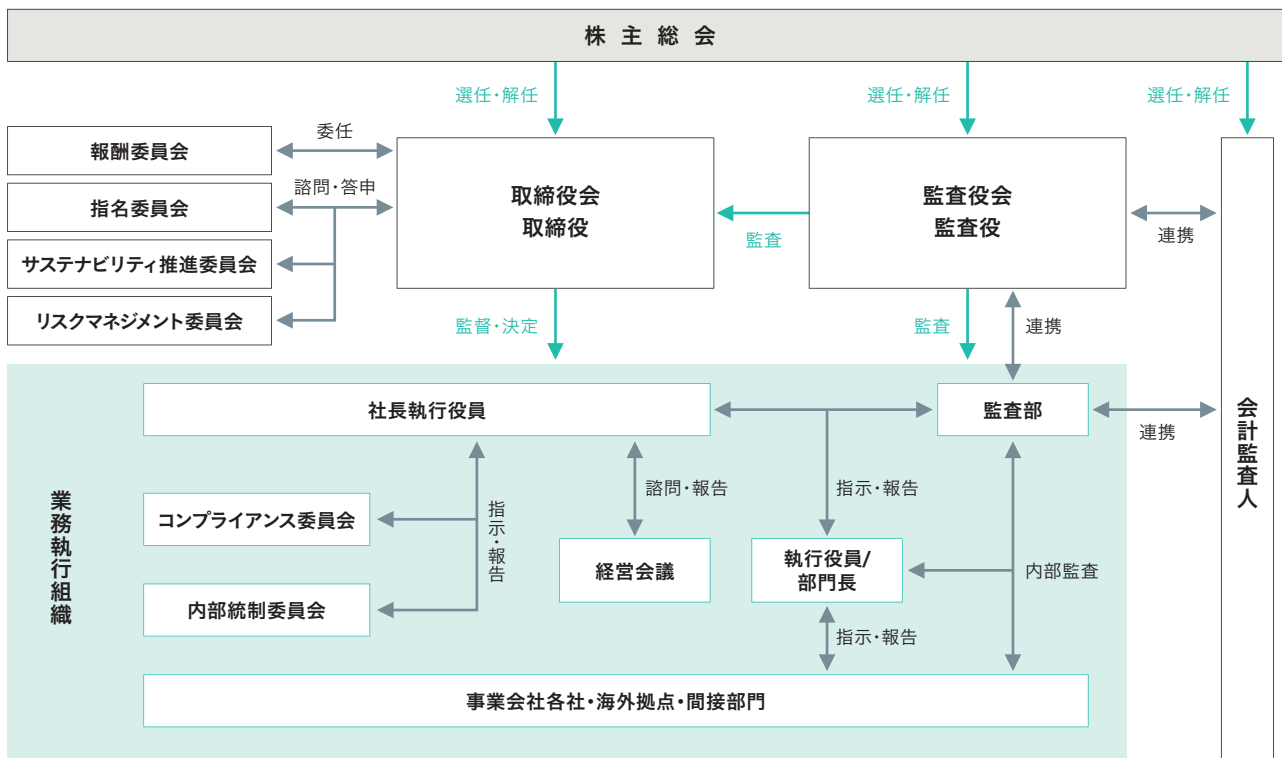 株主総会
選任・解任
選任・解任
選任・解任
報酬委員会
委任
指名委員会
諮問・答申
サステナビリティ推進委員会
リスクマネジメント委員会
取締役会
取締役
監査
監査役会
監査役
連携
監督・決定
監査
連携
会計監査人
業務執行組織
社長執行役員
監査部
連携
コンプライアンス委員会
内部統制委員会
指示・報告
諮問・報告
経営会議
指示・報告
執行役員/
部門長
内部監査
指示・報告
事業会社各社・海外拠点・間接部門